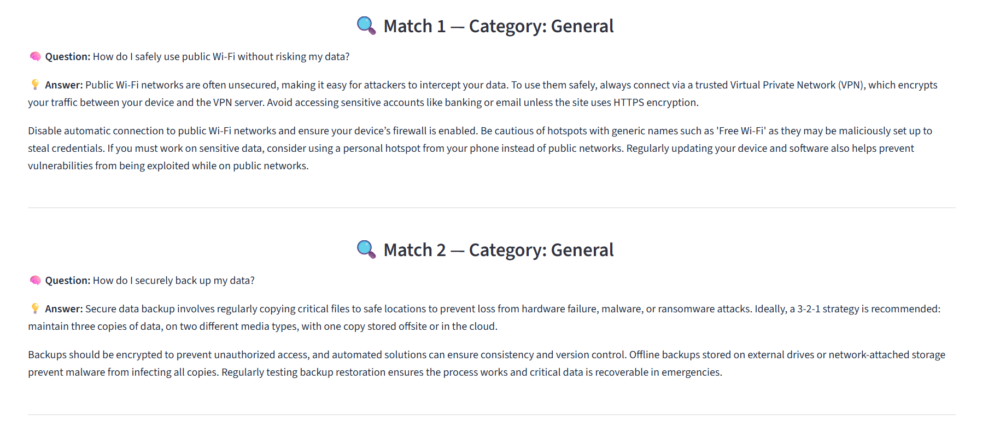 Match 1 — Category: General
Question: How do I safely use public Wi-Fi without risking my data?
Answer: Public Wi-Fi networks are often unsecured, making it easy for attackers to intercept your data. To use them safely, always connect via a trusted Virtual Private Network (VPN), which encrypts
your traffic between your device and the VPN server. Avoid accessing sensitive accounts like banking or email unless the site uses HTTPS encryption.
Disable automatic connection to public Wi-Fi networks and ensure your device’s firewall is enabled. Be cautious of hotspots with generic names such as 'Free Wi-Fi' as they may be maliciously set up to
steal credentials. If you must work on sensitive data, consider using a personal hotspot from your phone instead of public networks. Regularly updating your device and software also helps prevent
vulnerabilities from being exploited while on public networks.
Match 2 — Category: General
Question: How do I securely back up my data?
Answer: Secure data backup involves regularly copying critical files to safe locations to prevent loss from hardware failure, malware, or ransomware attacks. Ideally, a 3-2-1 strategy is recommended:
maintain three copies of data, on two different media types, with one copy stored offsite or in the cloud.
Backups should be encrypted to prevent unauthorized access, and automated solutions can ensure consistency and version control. Offline backups stored on external drives or network-attached storage
prevent malware from infecting all copies. Regularly testing backup restoration ensures the process works and critical data is recoverable in emergencies.